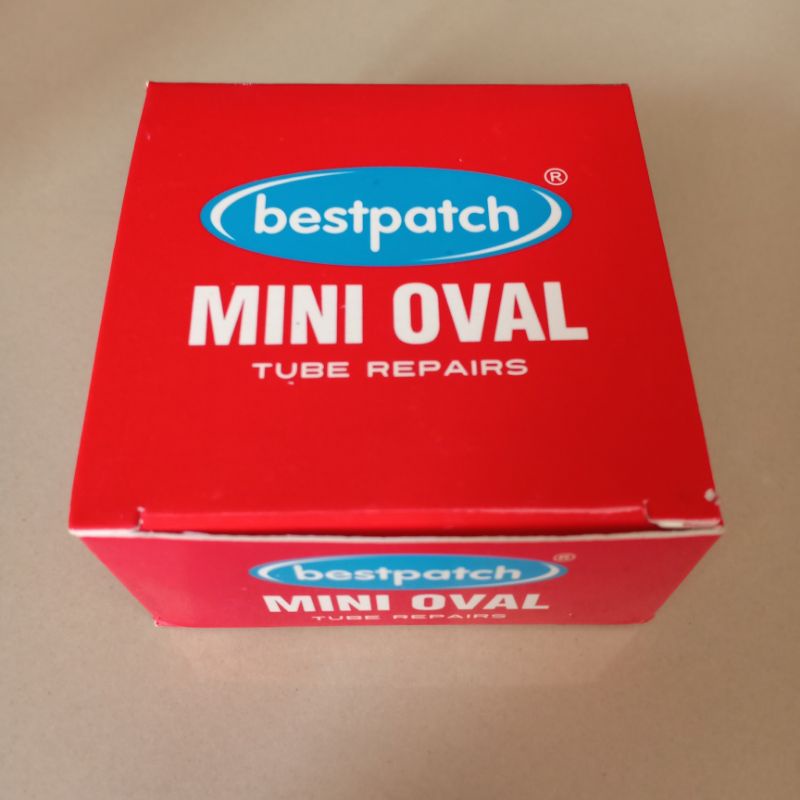 bestpatch ®
MINI OVAL
TUBE REPAIRS
bestpatch ®
MINI OVAL
TUBE REPAIRS